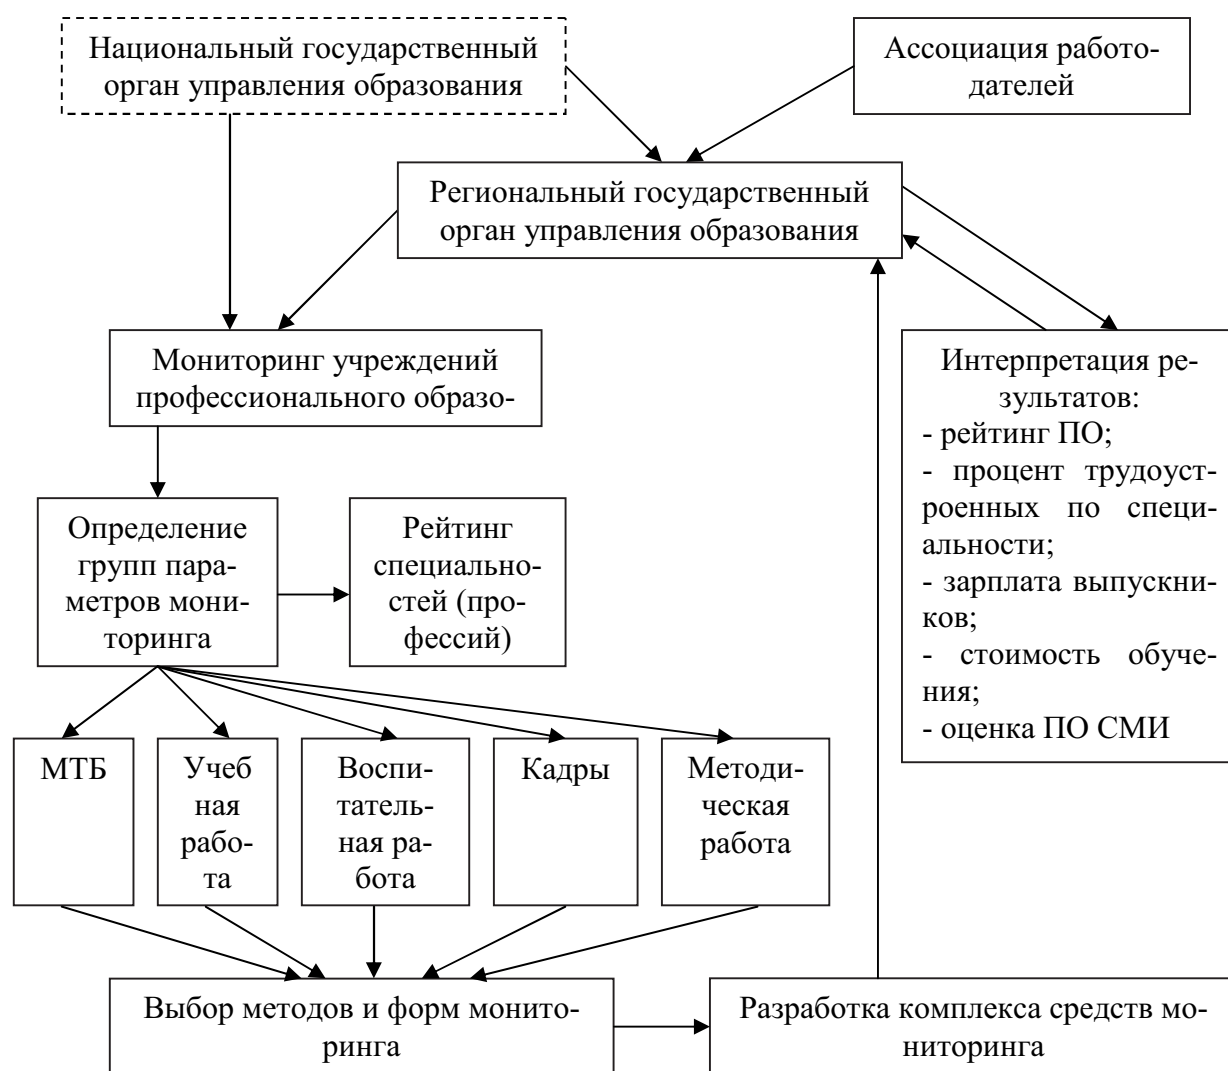 Национальный государственный
орган управления образования
Ассоциация работо-
дателей
Региональный государственный
орган управления образования
Мониторинг учреждений
профессионального образо-
Интерпретация ре-
зультатов:
- рейтинг ПО;
- процент трудоуст-
роенных по специ-
альности;
- зарплата выпускни-
ков;
- стоимость обуче-
ния;
- оценка ПО СМИ
Определение
групп пара-
метров мони-
торинга
Рейтинг
специально-
стей (про-
фессий)
МТБ
Учеб
ная
рабо-
та
Воспи-
татель-
ная ра-
бота
Кадры
Методи-
ческая
работа
Выбор методов и форм монито-
ринга
Разработка комплекса средств мо-
ниторинга